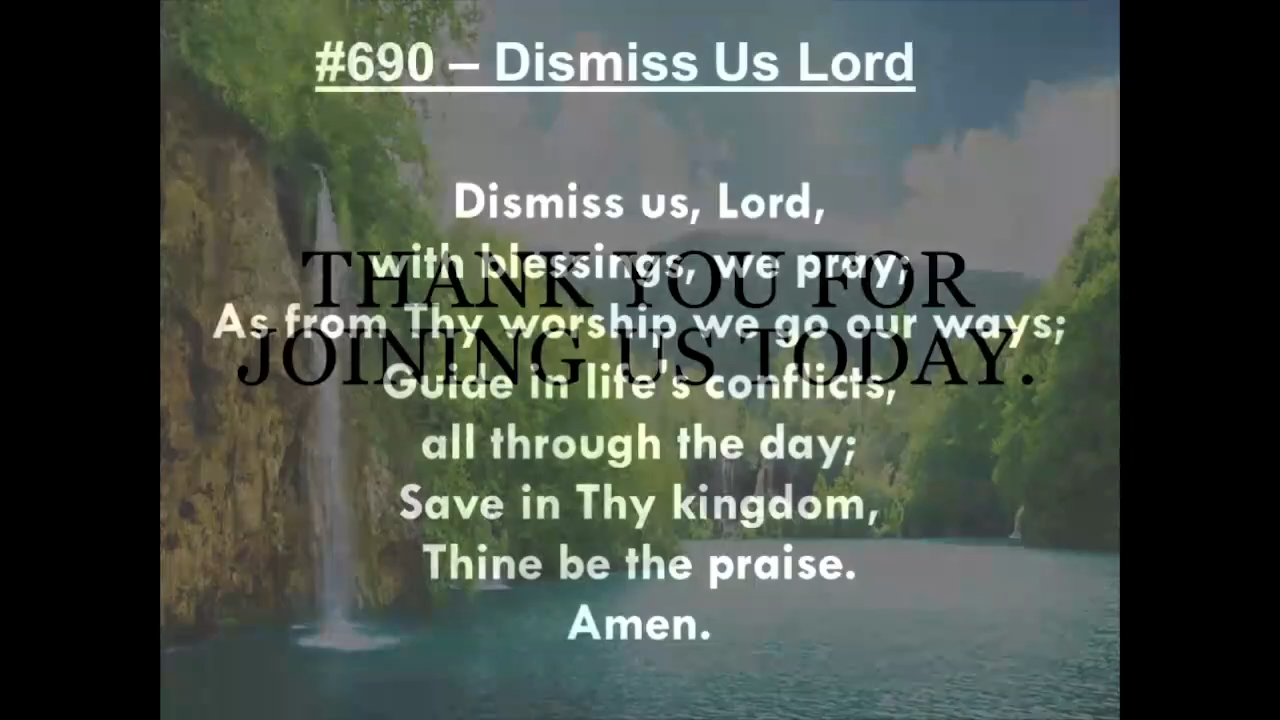 #690 – Dismiss Us Lord
Dismiss us, Lord,
with blessings, we pray;
THANK YOU FOR
As from Thy worship we go our ways;
JOINING US TODAY.
Guide in life's conflicts,
all through the day;
Save in Thy kingdom,
Thine be the praise.
Amen.